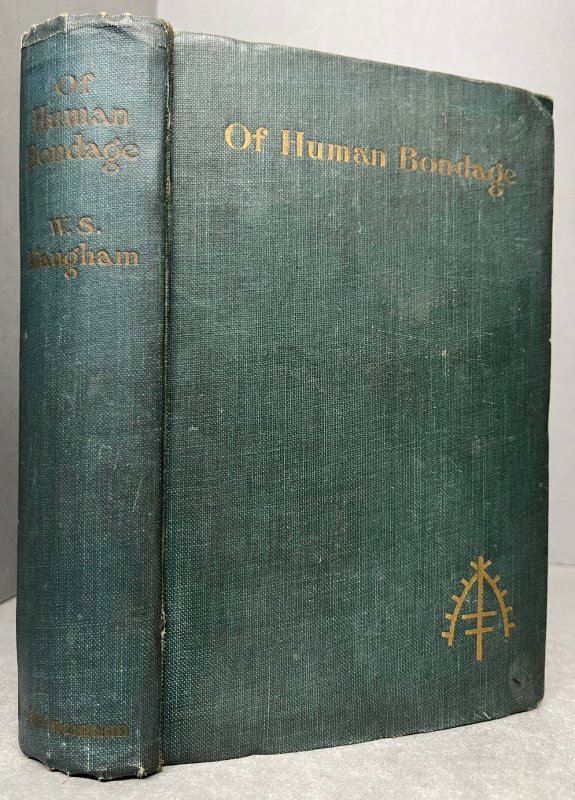 Of
Human
Bondage
W. S.
Maugham
Heinemann
Of Human Bondage